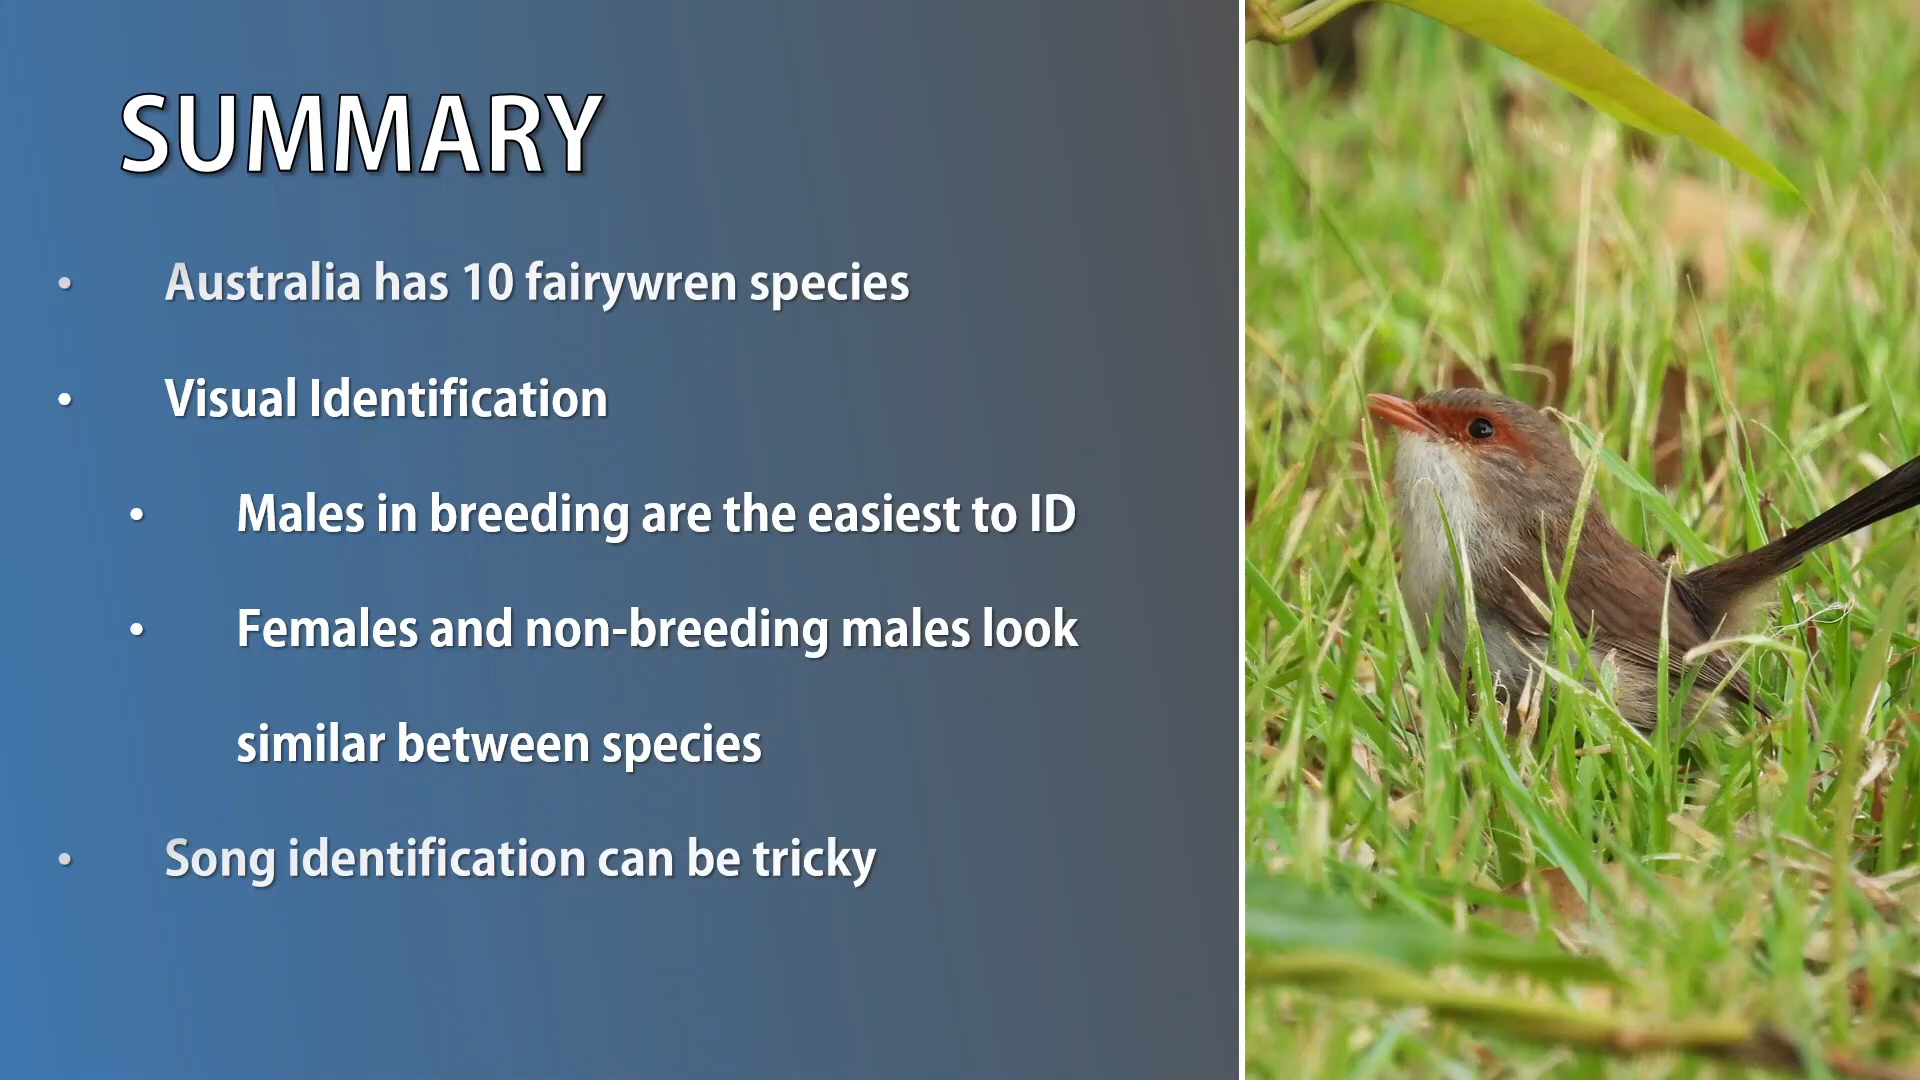 SUMMARY
• Australia has 10 fairywren species
• Visual Identification
• Males in breeding are the easiest to ID
• Females and non-breeding males look
similar between species
• Song identification can be tricky